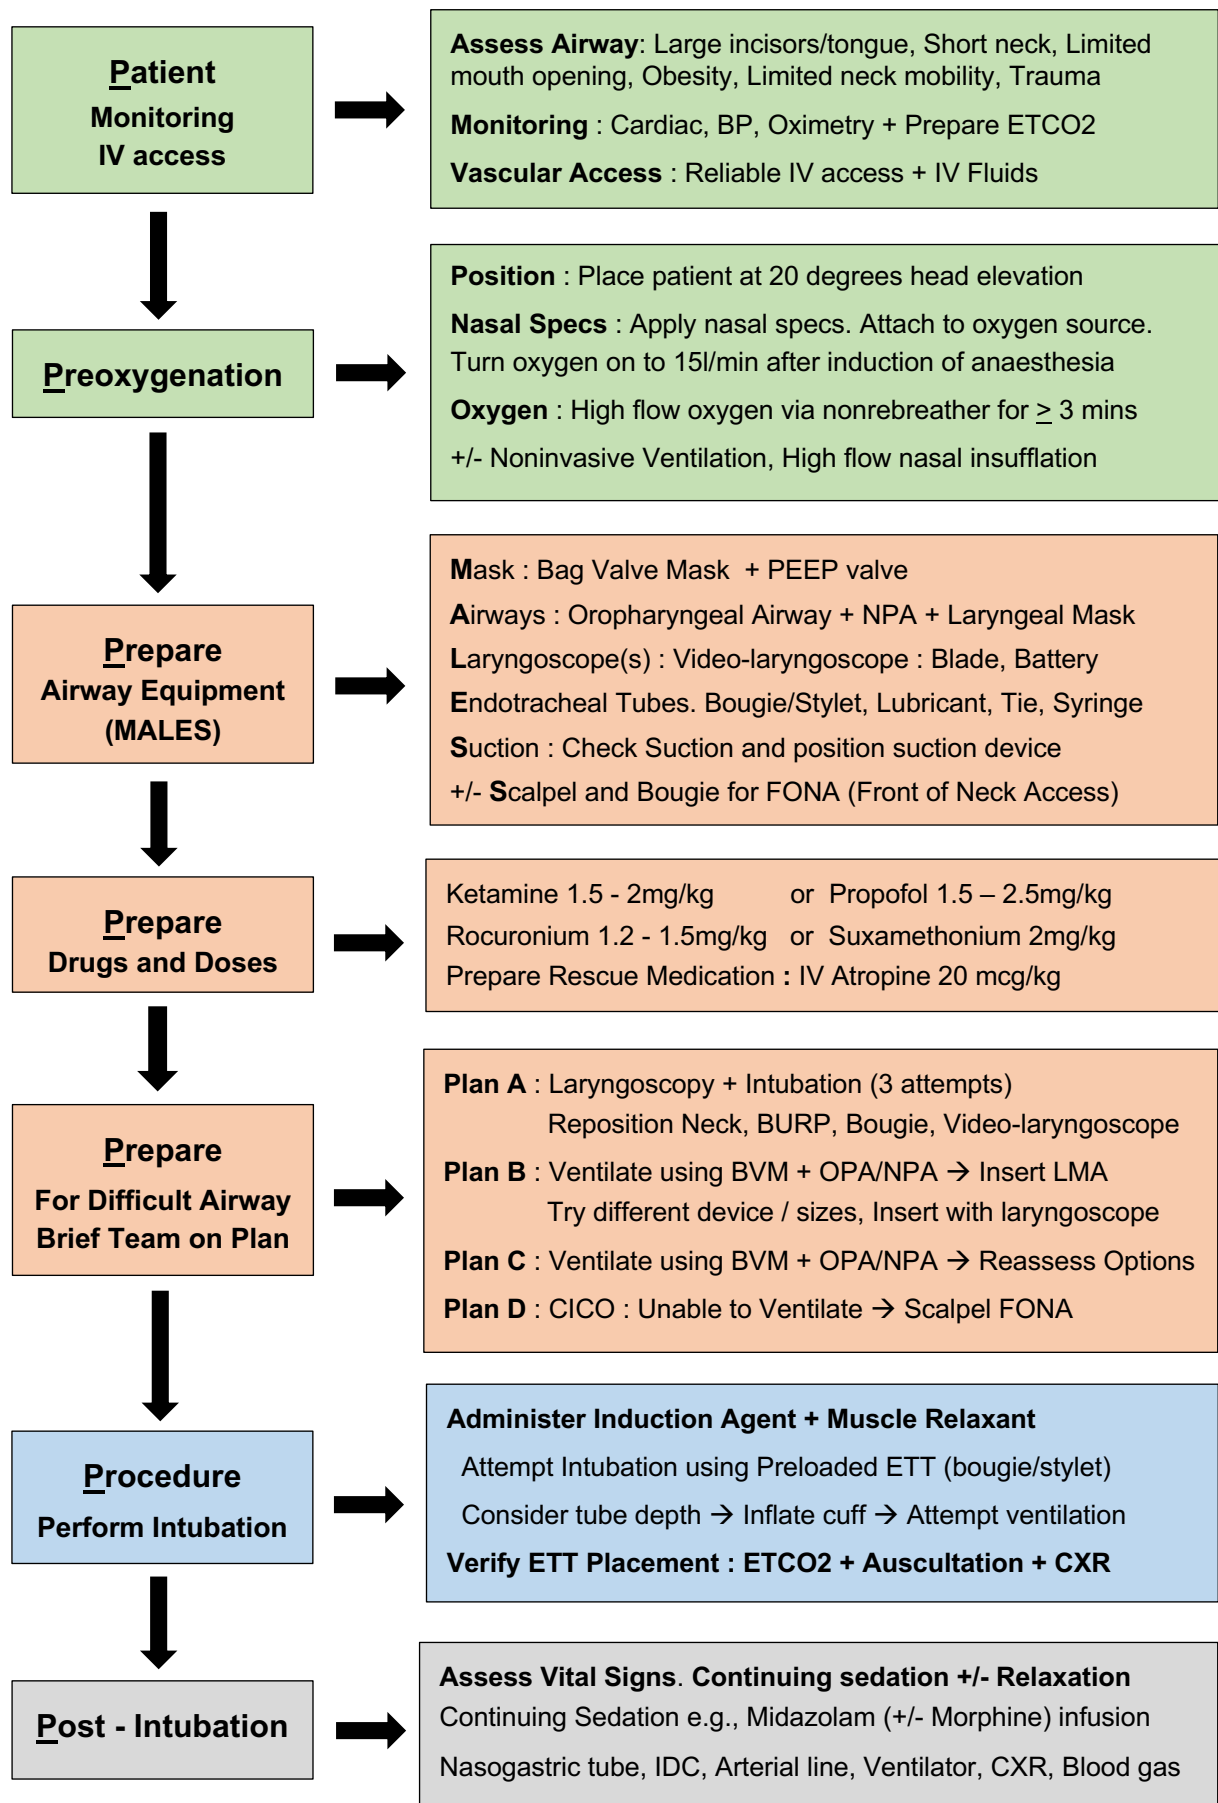 Patient
Monitoring
IV access
Assess Airway: Large incisors/tongue, Short neck, Limited
mouth opening, Obesity, Limited neck mobility, Trauma
Monitoring : Cardiac, BP, Oximetry + Prepare ETCO2
Vascular Access : Reliable IV access + IV Fluids
Preoxygenation
Position : Place patient at 20 degrees head elevation
Nasal Specs : Apply nasal specs. Attach to oxygen source.
Turn oxygen on to 15l/min after induction of anaesthesia
Oxygen : High flow oxygen via nonrebreather for ≥ 3 mins
+/- Noninvasive Ventilation, High flow nasal insufflation
Prepare
Airway Equipment
(MALES)
Mask : Bag Valve Mask + PEEP valve
Airways : Oropharyngeal Airway + NPA + Laryngeal Mask
Laryngoscope(s) : Video-laryngoscope : Blade, Battery
Endotracheal Tubes. Bougie/Stylet, Lubricant, Tie, Syringe
Suction : Check Suction and position suction device
+/- Scalpel and Bougie for FONA (Front of Neck Access)
Prepare
Drugs and Doses
Ketamine 1.5 - 2mg/kg or Propofol 1.5 – 2.5mg/kg
Rocuronium 1.2 - 1.5mg/kg or Suxamethonium 2mg/kg
Prepare Rescue Medication : IV Atropine 20 mcg/kg
Prepare
For Difficult Airway
Brief Team on Plan
Plan A : Laryngoscopy + Intubation (3 attempts)
Reposition Neck, BURP, Bougie, Video-laryngoscope
Plan B : Ventilate using BVM + OPA/NPA → Insert LMA
Try different device / sizes, Insert with laryngoscope
Plan C : Ventilate using BVM + OPA/NPA → Reassess Options
Plan D : CICO : Unable to Ventilate → Scalpel FONA
Procedure
Perform Intubation
Administer Induction Agent + Muscle Relaxant
Attempt Intubation using Preloaded ETT (bougie/stylet)
Consider tube depth → Inflate cuff → Attempt ventilation
Verify ETT Placement : ETCO2 + Auscultation + CXR
Post - Intubation
Assess Vital Signs. Continuing sedation +/- Relaxation
Continuing Sedation e.g., Midazolam (+/- Morphine) infusion
Nasogastric tube, IDC, Arterial line, Ventilator, CXR, Blood gas